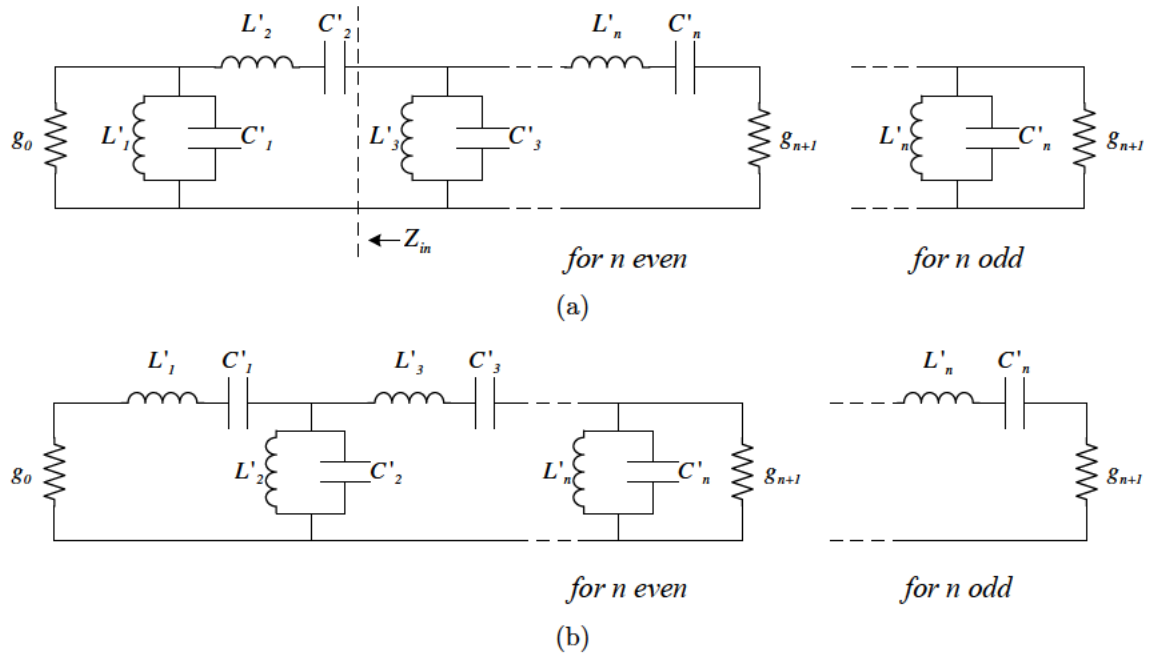 L'2 C'2 L'n C'n
g0 L'1 C'1 L'3 C'3 gn+1 L'n C'n gn+1
Zin
for n even for n odd
(a)
L'1 C'1 L'3 C'3 L'n C'n
g0 L'2 C'2 L'n C'n gn+1 gn+1
for n even for n odd
(b)